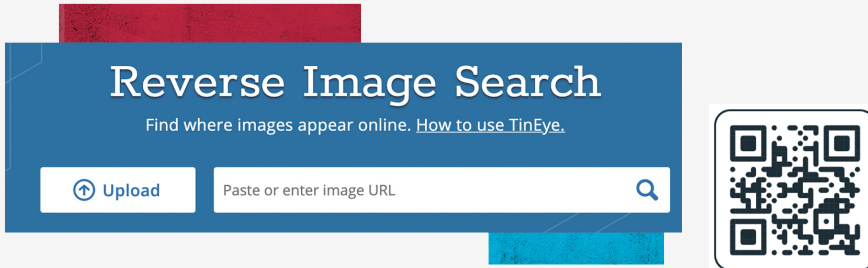 Reverse Image Search
Find where images appear online. How to use TinEye.
Upload
Paste or enter image URL